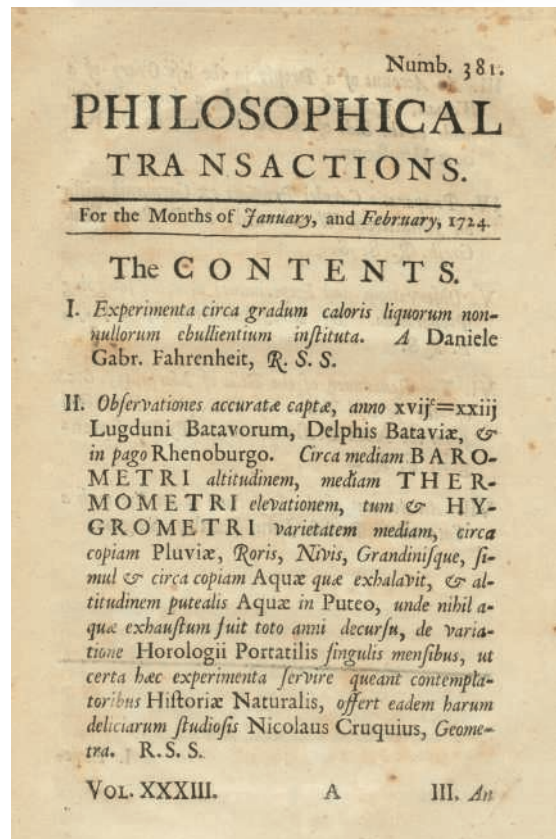 Numb. 381.
PHILOSOPHICAL
TRANSACTIONS.
For the Months of January, and February, 1724.
The CONTENTS.
I. Experimenta circa gradum caloris liquorum non-
nullorum ebullientium inſtituta. A Daniele
Gabr. Fahrenheit, R. S. S.
II. Obſervationes accuratæ captæ, anno xvijᶜ=xxiij
Lugduni Batavorum, Delphis Bataviæ, &
in pago Rhenoburgo. Circa mediam BARO-
METRI altitudinem, mediam THER-
MOMETRI elevationem, tum & HY-
GROMETRI varietatem mediam, circa
copiam Pluviæ, Roris, Nivis, Grandiniſque, ſi-
mul & circa copiam Aquæ quæ exhalavit, & al-
titudinem putealis Aquæ in Puteo, unde nihil a-
quæ exhauſtum fuit toto anni decurſu, de varia-
tione Horologii Portatilis ſingulis menſibus, ut
certa hæc experimenta ſervire queant contempla-
toribus Hiſtoriæ Naturalis, offert eadem harum
deliciarum ſtudioſis Nicolaus Cruquius, Geome-
tra. R.S.S.
VOL. XXXIII. A III. An